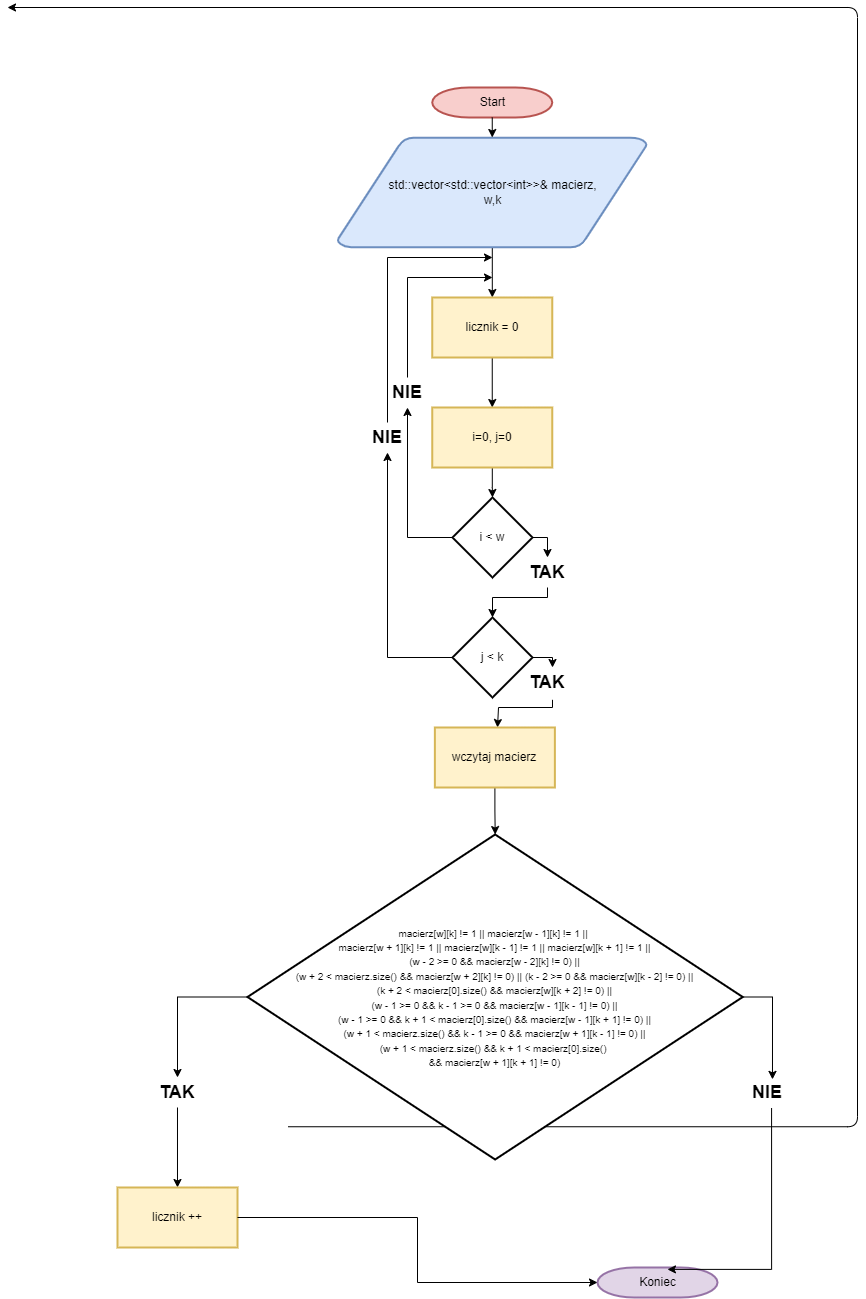 Start
std::vector<std::vector<int>>& macierz,
w,k
licznik = 0
NIE
i=0, j=0
NIE
i < w
TAK
j < k
TAK
wczytaj macierz
macierz[w][k] != 1 || macierz[w - 1][k] != 1 ||
macierz[w + 1][k] != 1 || macierz[w][k - 1] != 1 || macierz[w][k + 1] != 1 ||
(w - 2 >= 0 && macierz[w - 2][k] != 0) ||
(w + 2 < macierz.size() && macierz[w + 2][k] != 0) || (k - 2 >= 0 && macierz[w][k - 2] != 0) ||
(k + 2 < macierz[0].size() && macierz[w][k + 2] != 0) ||
(w - 1 >= 0 && k - 1 >= 0 && macierz[w - 1][k - 1] != 0) ||
(w - 1 >= 0 && k + 1 < macierz[0].size() && macierz[w - 1][k + 1] != 0) ||
(w + 1 < macierz.size() && k - 1 >= 0 && macierz[w + 1][k - 1] != 0) ||
(w + 1 < macierz.size() && k + 1 < macierz[0].size()
&& macierz[w + 1][k + 1] != 0)
TAK
NIE
licznik ++
Koniec